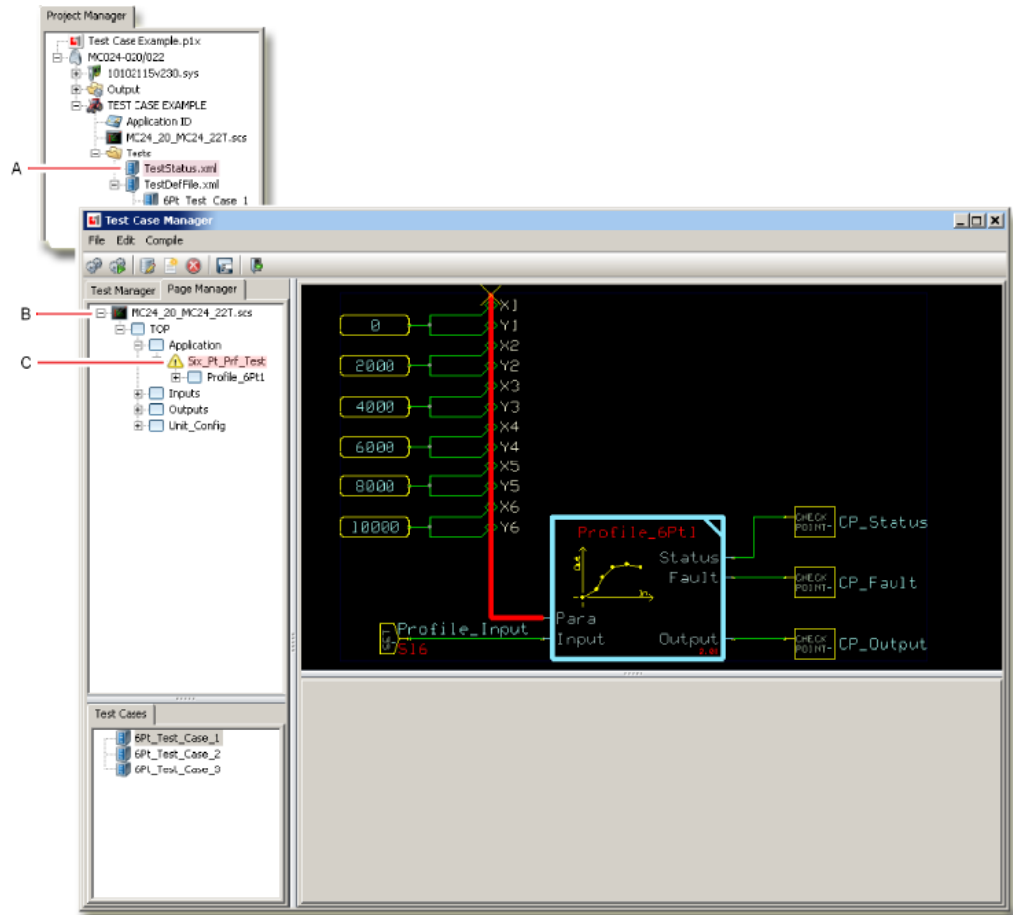 Project Manager
Test Case Example.p1x
MC024-020/022
10102115v230.sys
Output
TEST CASE EXAMPLE
Application ID
MC24_20_MC24_22T.scs
Tests
A
TestStatus.xml
TestDefFile.xml
6Pt_Test_Case_1
Test Case Manager
File Edit Compile
Test Manager Page Manager
B
MC24_20_MC24_22T.scs
TOP
Application
C
Six_Pt_Prf_Test
Profile_6Pt1
Inputs
Outputs
Unit_Config
X1
0 Y1
X2
2000 Y2
X3
4000 Y3
X4
6000 Y4
X5
8000 Y5
X6
10000 Y6
Profile_6Pt1
Status
Fault
out
in
Para
Input
Output
CHECK POINT- CP_Status
CHECK POINT- CP_Fault
CHECK POINT- CP_Output
Profile_Input
S16
Test Cases
6Pt_Test_Case_1
6Pt_Test_Case_2
6Pt_Test_Case_3